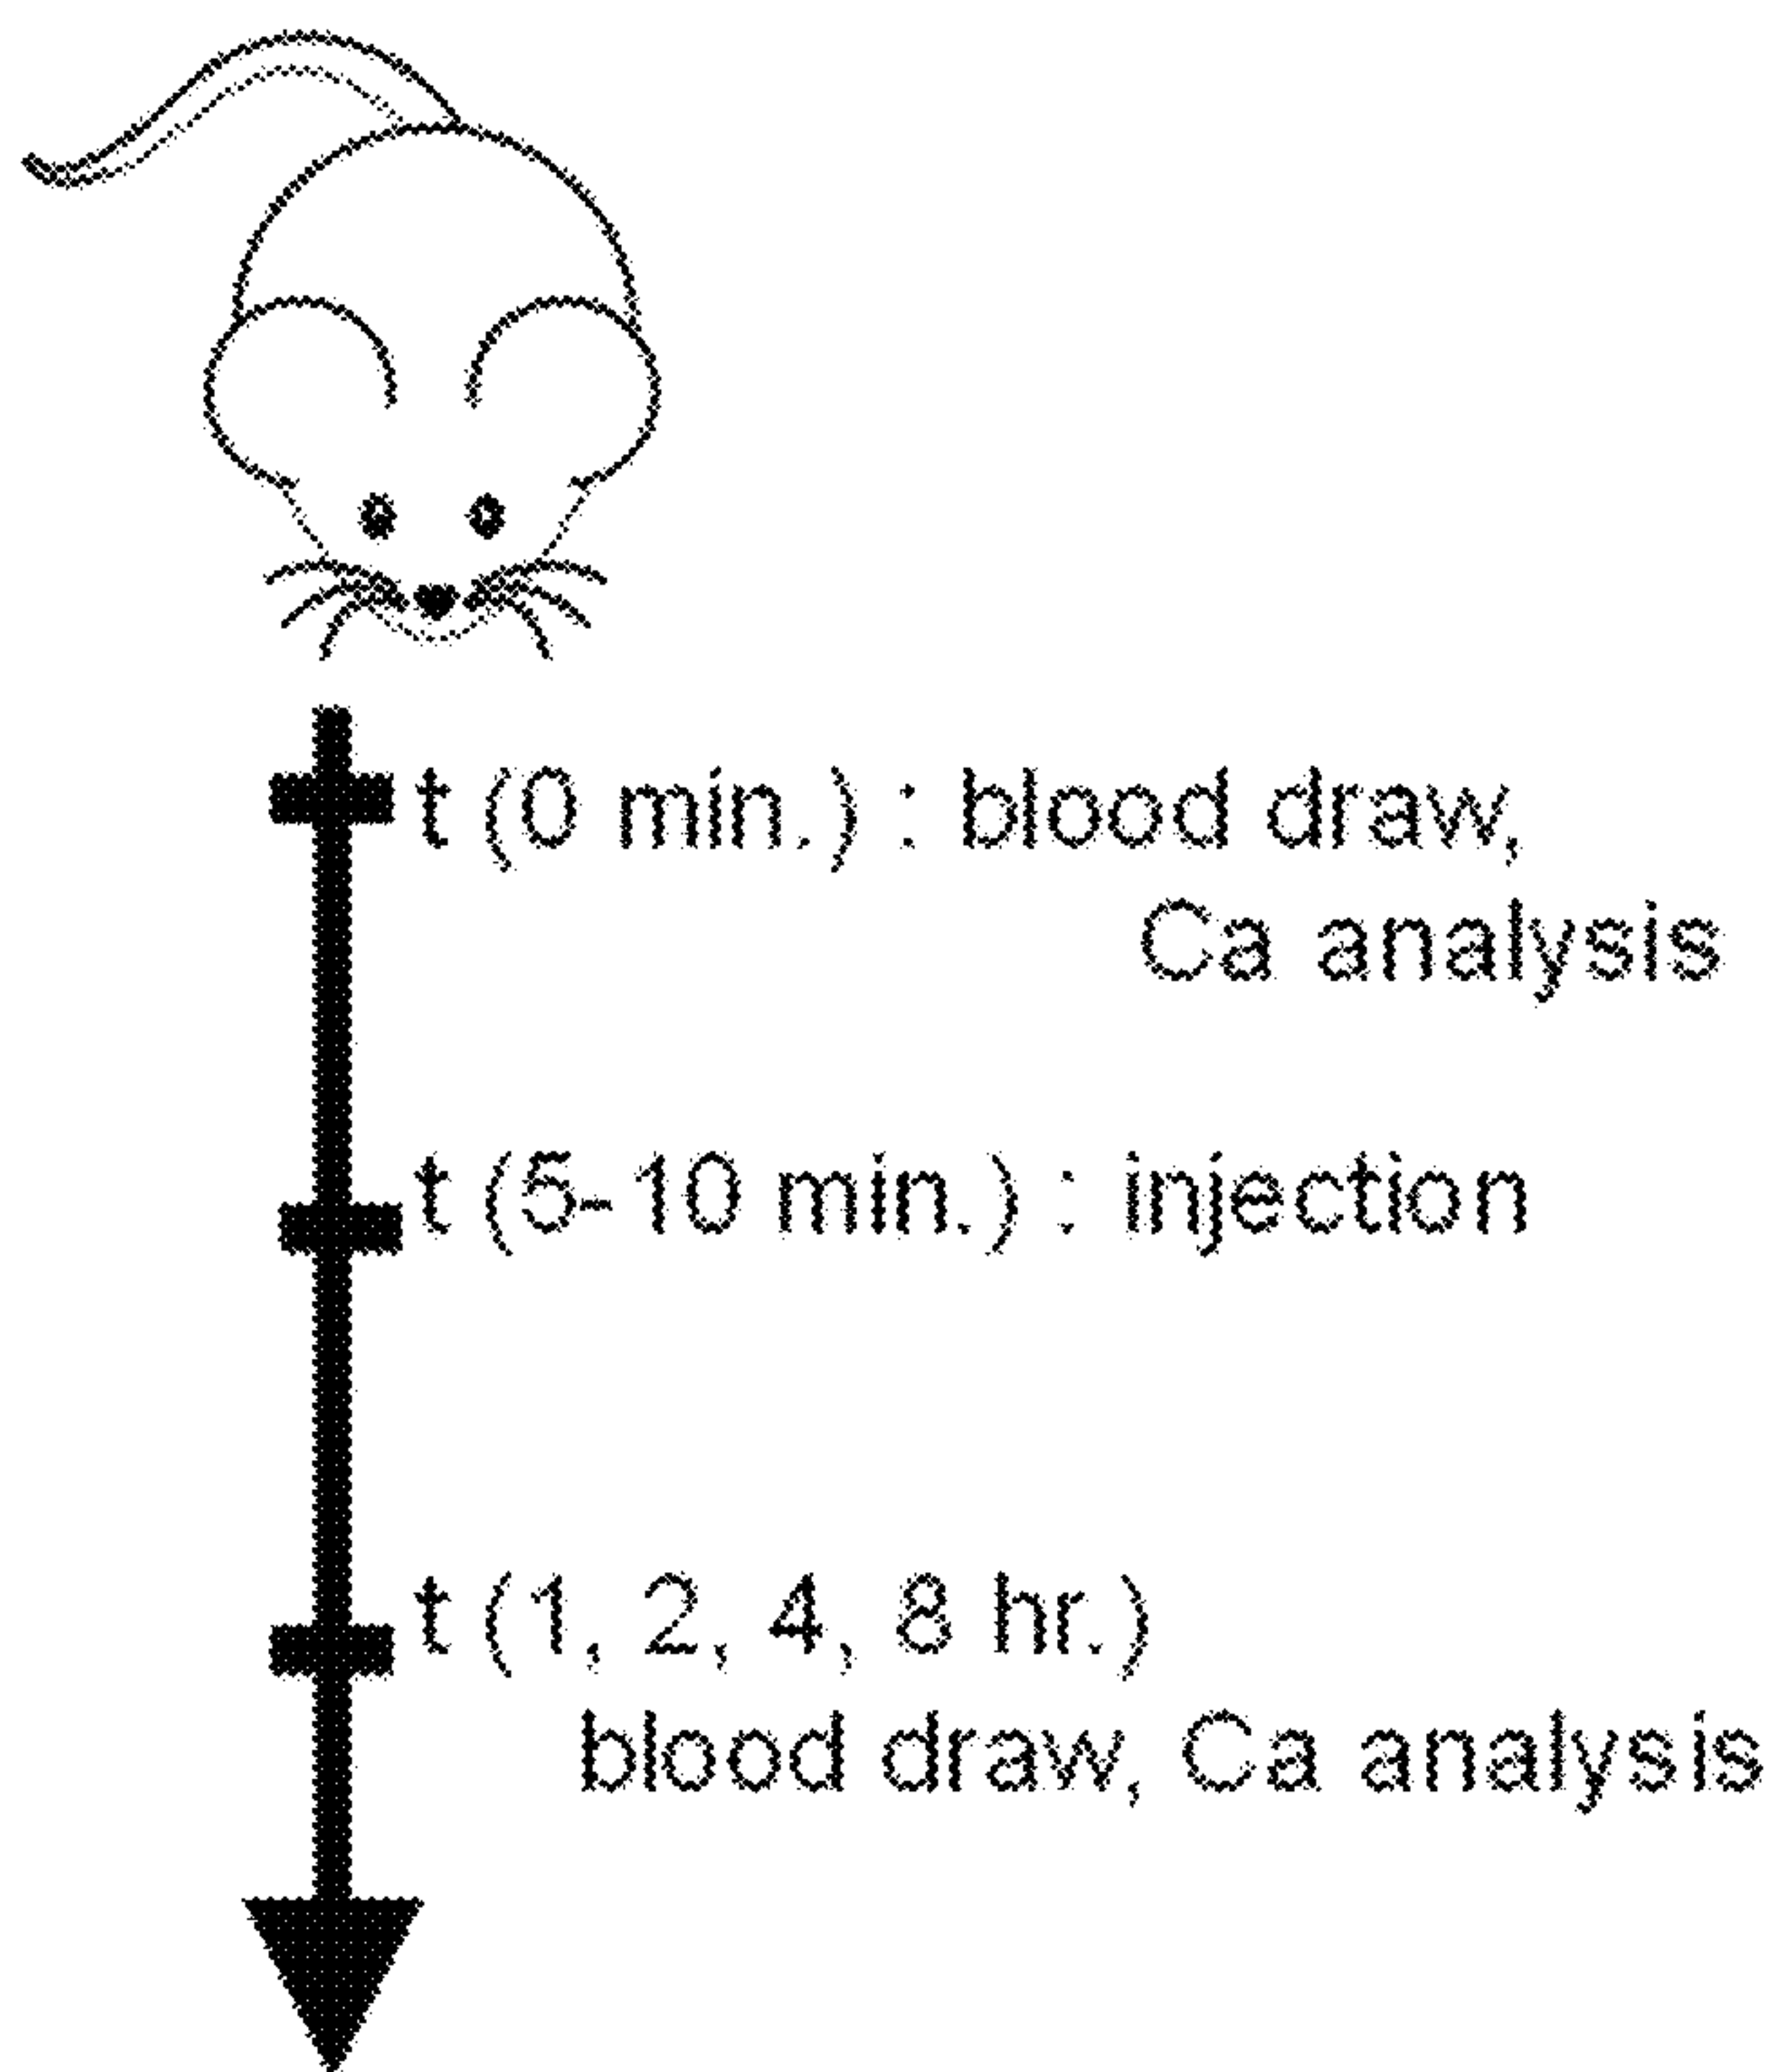 t (0 min.) : blood draw,
Ca analysis
t (5-10 min.) : injection
t (1, 2, 4, 8 hr.)
blood draw, Ca analysis